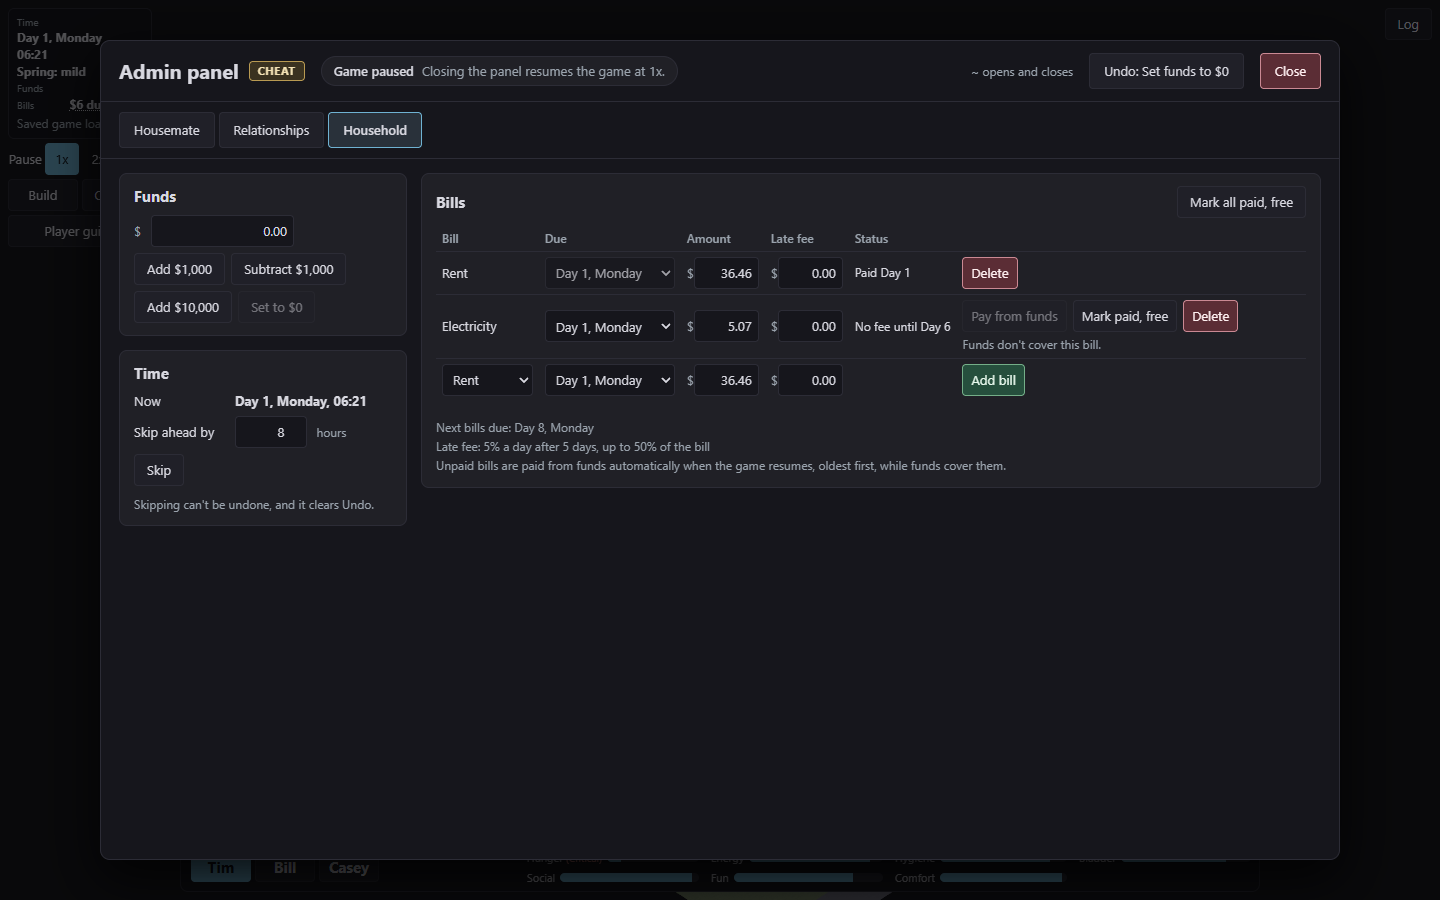 Time
Day 1, Monday
06:21
Spring: mild
Funds
Bills $6 du
Saved game loa
Pause 1x 2
Build C
Player gui
Log
Admin panel CHEAT Game paused Closing the panel resumes the game at 1x. ~ opens and closes Undo: Set funds to $0 Close
Housemate Relationships Household
Funds
$ 0.00
Add $1,000 Subtract $1,000
Add $10,000 Set to $0
Time
Now Day 1, Monday, 06:21
Skip ahead by 8 hours
Skip
Skipping can't be undone, and it clears Undo.
Bills Mark all paid, free
Bill Due Amount Late fee Status
Rent Day 1, Monday $ 36.46 $ 0.00 Paid Day 1 Delete
Electricity Day 1, Monday $ 5.07 $ 0.00 No fee until Day 6 Pay from funds Mark paid, free Delete
Funds don't cover this bill.
Rent Day 1, Monday $ 36.46 $ 0.00 Add bill
Next bills due: Day 8, Monday
Late fee: 5% a day after 5 days, up to 50% of the bill
Unpaid bills are paid from funds automatically when the game resumes, oldest first, while funds cover them.
Tim Bill Casey
Social Fun Comfort